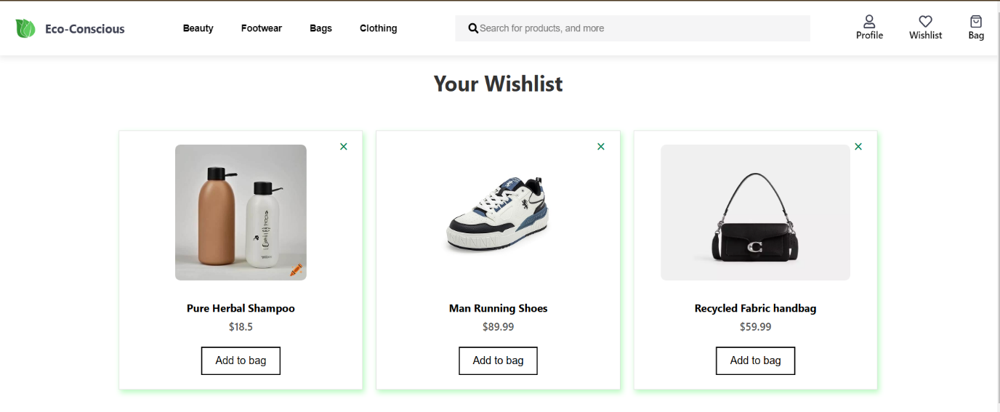 Eco-Conscious
Beauty Footwear Bags Clothing
Search for products, and more
Profile Wishlist Bag
Your Wishlist
Pure Herbal Shampoo
$18.5
Add to bag
Man Running Shoes
$89.99
Add to bag
Recycled Fabric handbag
$59.99
Add to bag